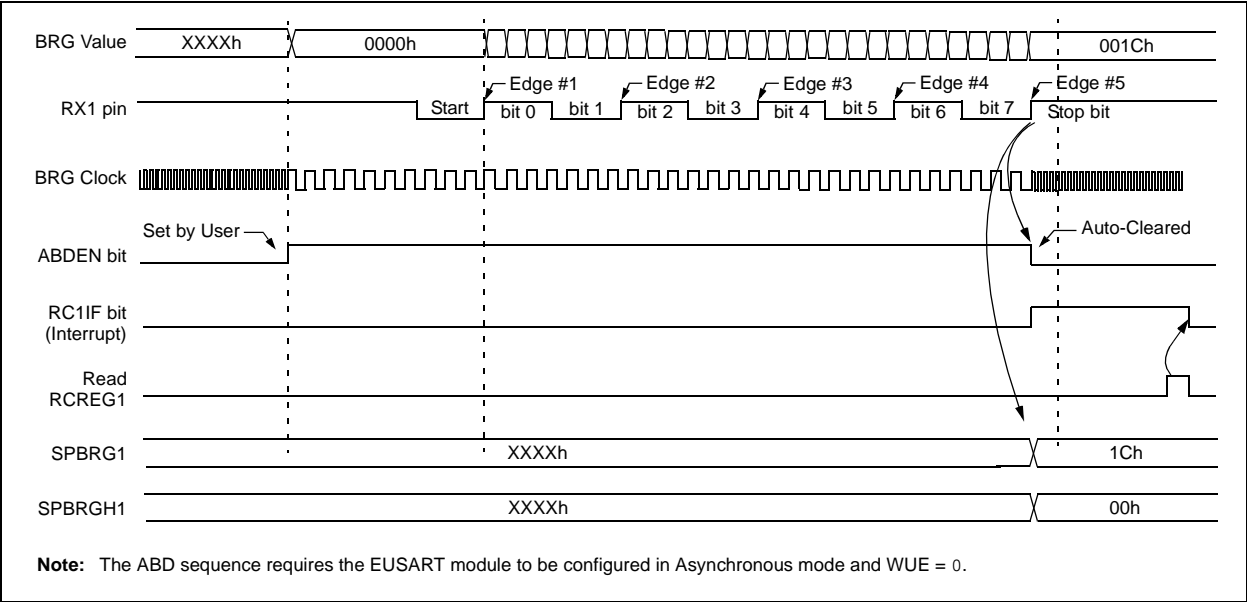 BRG Value XXXXh 0000h 001Ch
Edge #1 Edge #2 Edge #3 Edge #4 Edge #5
RX1 pin Start bit 0 bit 1 bit 2 bit 3 bit 4 bit 5 bit 6 bit 7 Stop bit
BRG Clock
Set by User Auto-Cleared
ABDEN bit
RC1IF bit
(Interrupt)
Read
RCREG1
SPBRG1 XXXXh 1Ch
SPBRGH1 XXXXh 00h
Note: The ABD sequence requires the EUSART module to be configured in Asynchronous mode and WUE = 0.